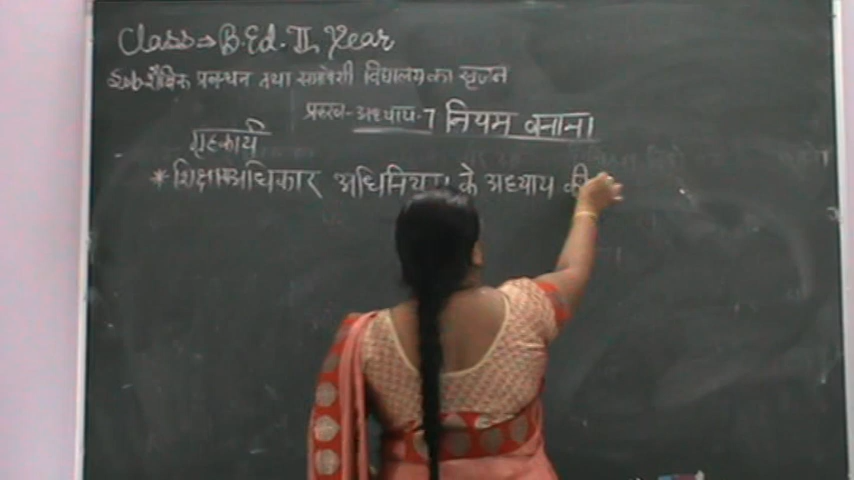 Class ⇒ B.Ed. II Year
Sub-शैक्षिक प्रबन्धन तथा समावेशी विद्यालय का सृजन
प्रकरण-अध्याय-7 नियम बनाना
गृहकार्य
* शिक्षा अधिकार अधिनियम के अध्याय की